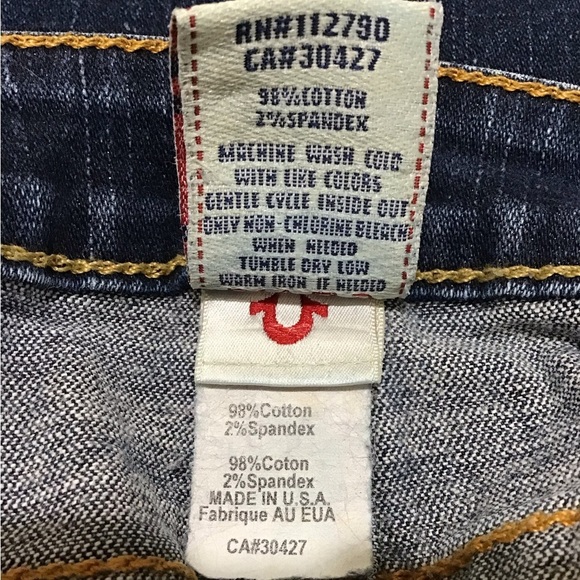 RN#112790
CA#30427
98%COTTON
2%SPANDEX
MACHINE WASH COLD
WITH LIKE COLORS
GENTLE CYCLE INSIDE OUT
ONLY NON-CHLORINE BLEECH
WHEN NEEDED
TUMBLE DRY LOW
WARM IRON IF NEEDED
98%Cotton
2%Spandex
98%Coton
2%Spandex
MADE IN U.S.A.
Fabrique AU EUA
CA#30427